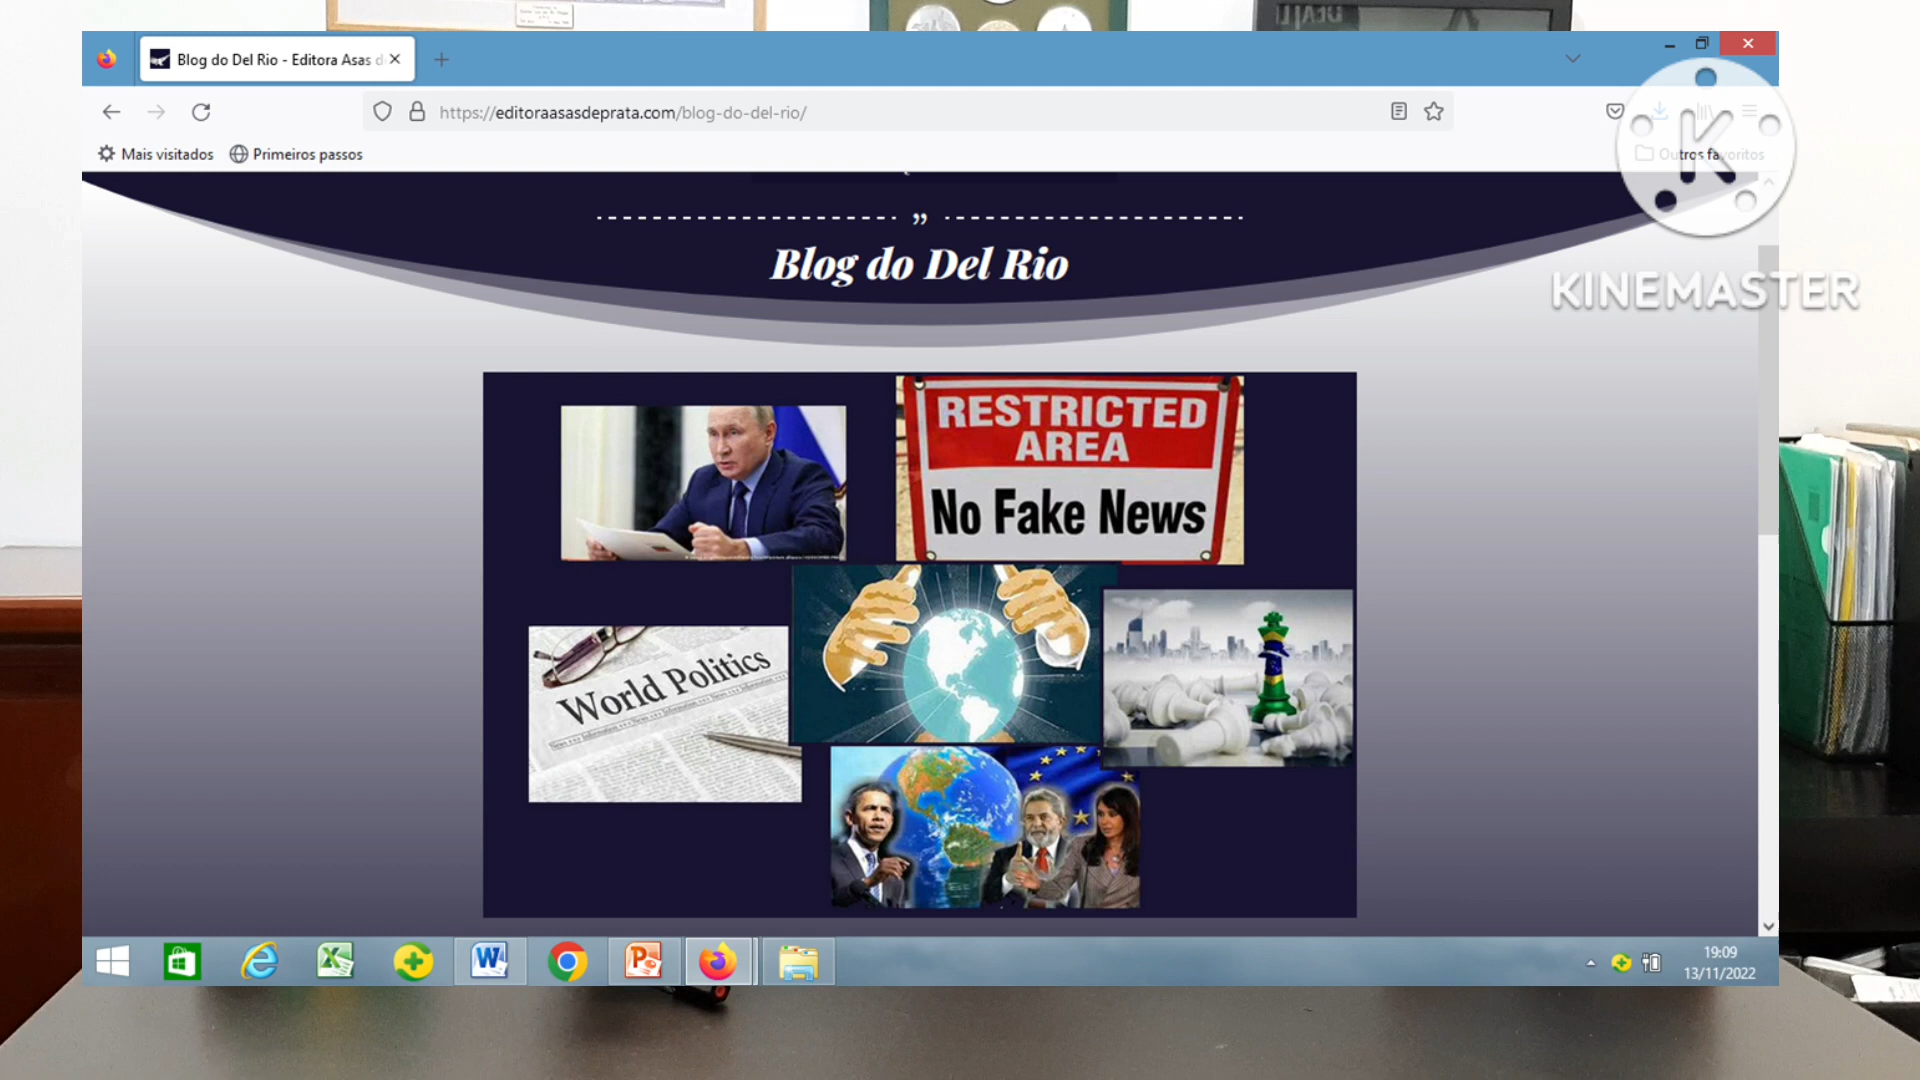 Blog do Del Rio - Editora Asas d
https://editoraasasdeprata.com/blog-do-del-rio/
Mais visitados
Primeiros passos
Outros favoritos
KINEMASTER
”
Blog do Del Rio
RESTRICTED
AREA
No Fake News
World Politics
19:09
13/11/2022